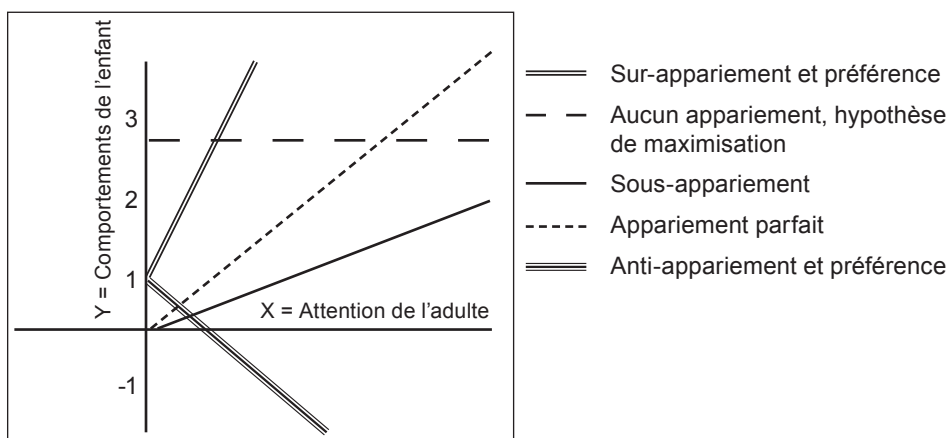 Y = Comportements de l'enfant
3
2
1
-1
X = Attention de l'adulte
Sur-appariement et préférence
Aucun appariement, hypothèse
de maximisation
Sous-appariement
Appariement parfait
Anti-appariement et préférence